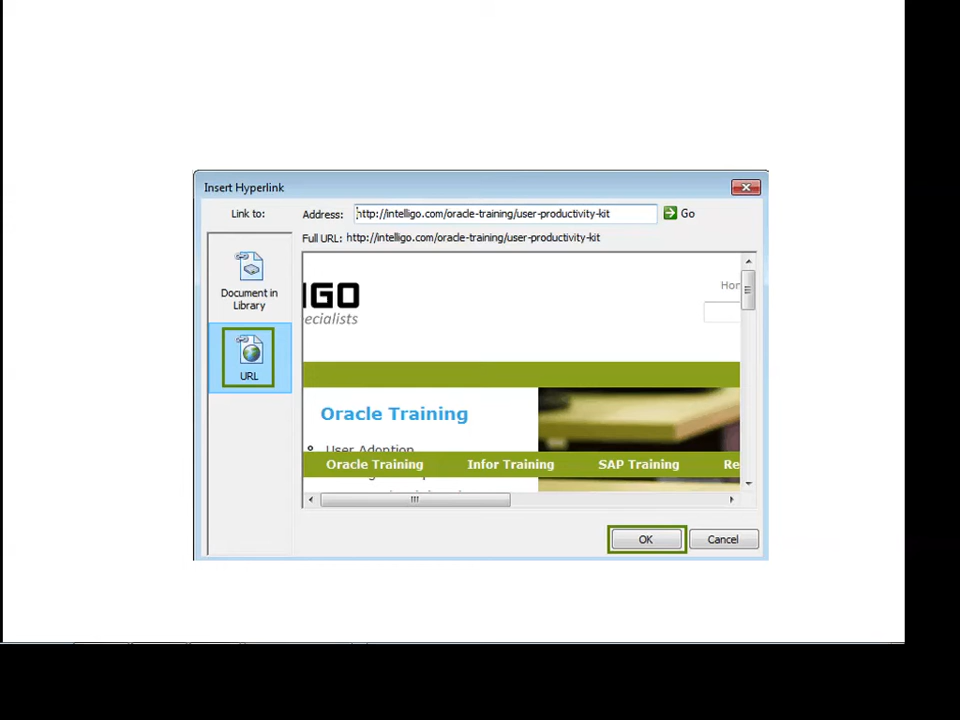 Insert Hyperlink
Link to:
Address: http://intelligo.com/oracle-training/user-productivity-kit Go
Full URL: http://intelligo.com/oracle-training/user-productivity-kit
Document in
Library
URL
IGO
ecialists
Hor
Oracle Training
User Adoption
Oracle Training Infor Training SAP Training Re
OK Cancel